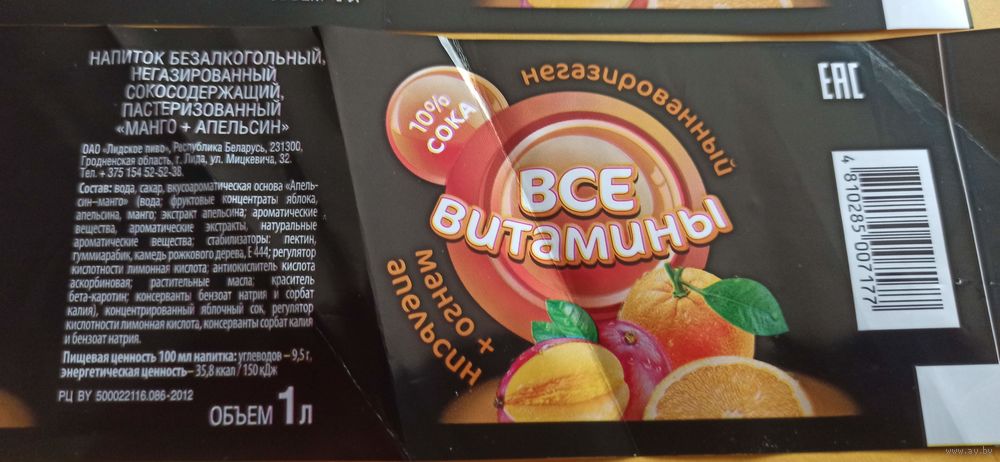 НАПИТОК БЕЗАЛКОГОЛЬНЫЙ,
НЕГАЗИРОВАННЫЙ
СОКОСОДЕРЖАЩИЙ,
ПАСТЕРИЗОВАННЫЙ
«МАНГО + АПЕЛЬСИН»
ОАО «Лидское пиво», Республика Беларусь, 231300,
Гродненская область, г. Лида, ул. Мицкевича, 32.
Тел. + 375 154 52-52-38.
Состав: вода, сахар, вкусоароматическая основа «Апель-
син–манго» (вода; фруктовые концентраты яблока,
апельсина, манго; экстракт апельсина; ароматические
вещества, ароматические экстракты, натуральные
ароматические вещества; стабилизаторы: пектин,
гуммиарабик, камедь рожкового дерева, Е 444; регулятор
кислотности лимонная кислота; антиокислитель кислота
аскорбиновая; растительные масла; краситель
бета-каротин; консерванты бензоат натрия и сорбат
калия), концентрированный яблочный сок, регулятор
кислотности лимонная кислота, консерванты сорбат калия
и бензоат натрия.
Пищевая ценность 100 мл напитка: углеводов – 9,5 г,
энергетическая ценность– 35,8 ккал / 150 кДж
РЦ BY 500022116.086-2012
ОБЪЕМ 1 Л
10%
СОКА
негазированный
ВСЕ
ВИТАМИНЫ
манго +
апельсин
EAC
4 810285 007177
www.ay.by